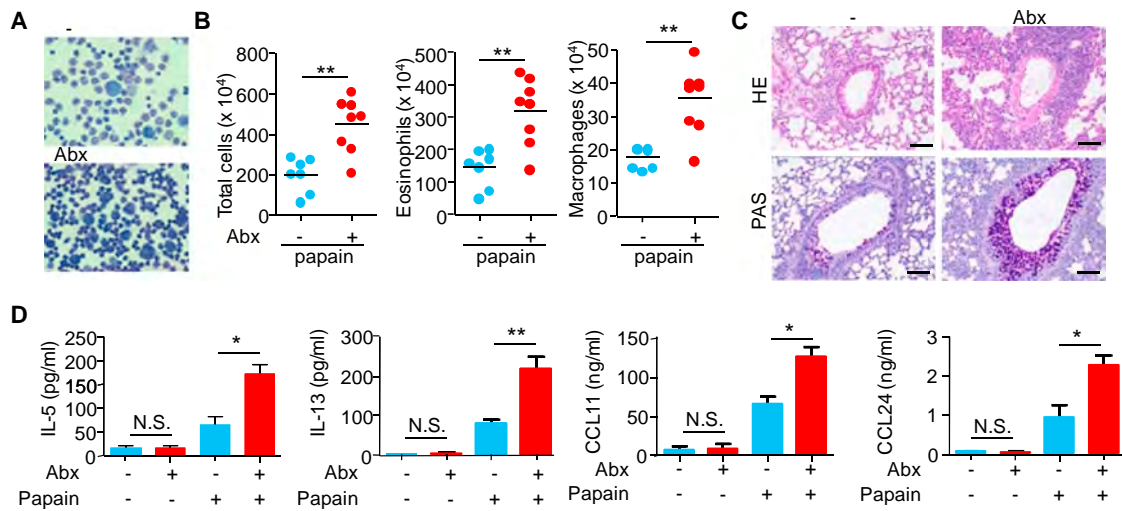 A
-
Abx
B
Total cells (x 10⁴)
800
600
400
200
0
**
Abx - +
papain
Eosinophils (x 10⁴)
500
400
300
200
100
0
**
- +
papain
Macrophages (x 10⁴)
50
40
30
20
10
0
**
- +
papain
C
- Abx
HE
PAS
D
IL-5 (pg/ml)
250
200
150
100
50
0
N.S.
*
Abx - + - +
Papain - - + +
IL-13 (pg/ml)
300
200
100
0
N.S.
**
- + - +
- - + +
CCL11 (ng/ml)
150
100
50
0
N.S.
*
Abx - + - +
Papain - - + +
CCL24 (ng/ml)
3
2
1
0
N.S.
*
Abx - + - +
Papain - - + +